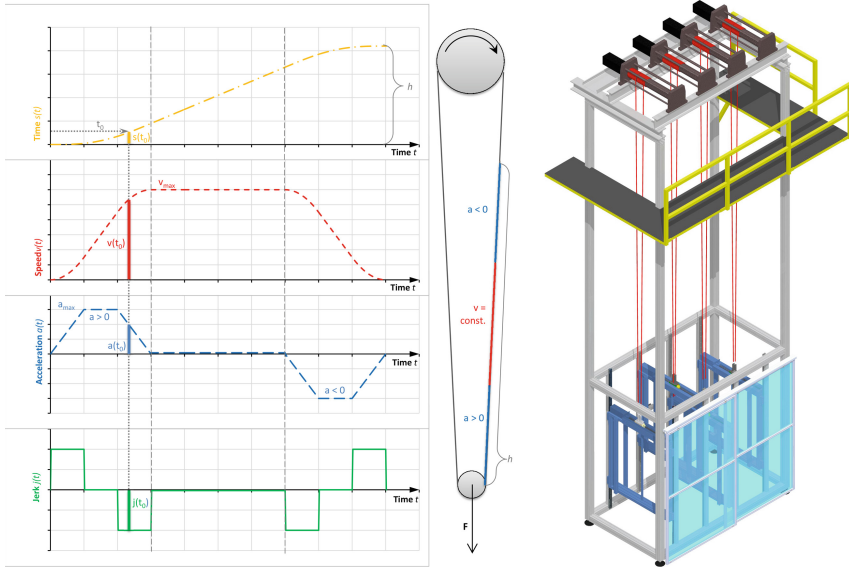 Time s(t)
t0
s(t0)
h
Time t
Speedv(t)
vmax
v(t0)
Time t
Acceleration a(t)
amax
a > 0
a(t0)
Time t
a < 0
Jerk j(t)
j(t0)
Time t
a < 0
v =
const.
a > 0
h
F